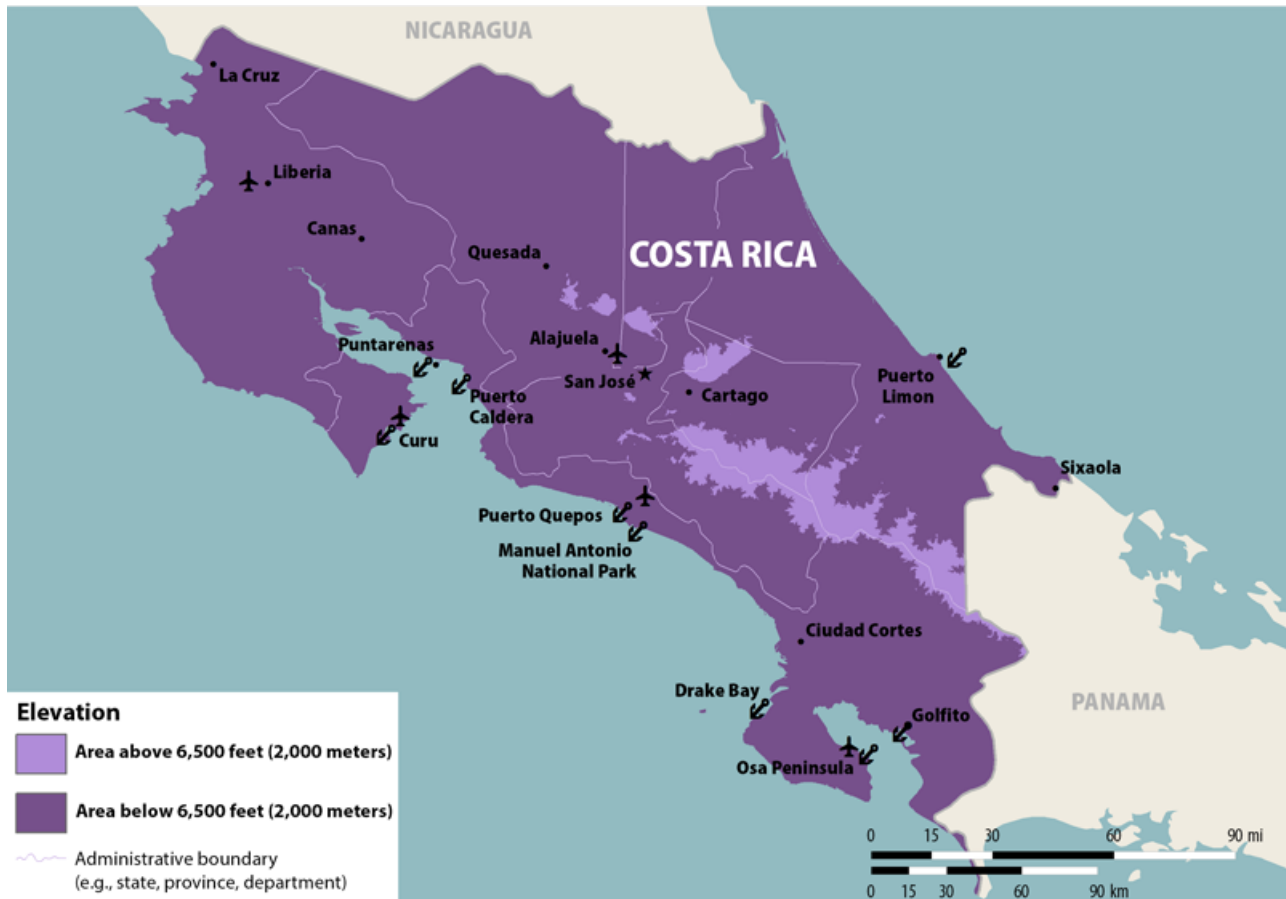 NICARAGUA
La Cruz
Liberia
Canas
Quesada
COSTA RICA
Puntarenas
Alajuela
San José
Puerto
Caldera
Cartago
Puerto
Limon
Curu
Sixaola
Puerto Quepos
Manuel Antonio
National Park
Ciudad Cortes
Drake Bay
PANAMA
Golfito
Osa Peninsula
Elevation
Area above 6,500 feet (2,000 meters)
Area below 6,500 feet (2,000 meters)
Administrative boundary
(e.g., state, province, department)
0 15 30 60 90 mi
0 15 30 60 90 km